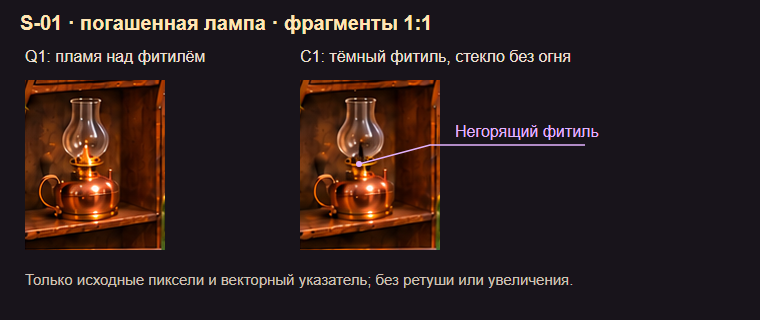 S-01 · погашенная лампа · фрагменты 1:1
Q1: пламя над фитилём
C1: тёмный фитиль, стекло без огня
Негорящий фитиль
Только исходные пиксели и векторный указатель; без ретуши или увеличения.